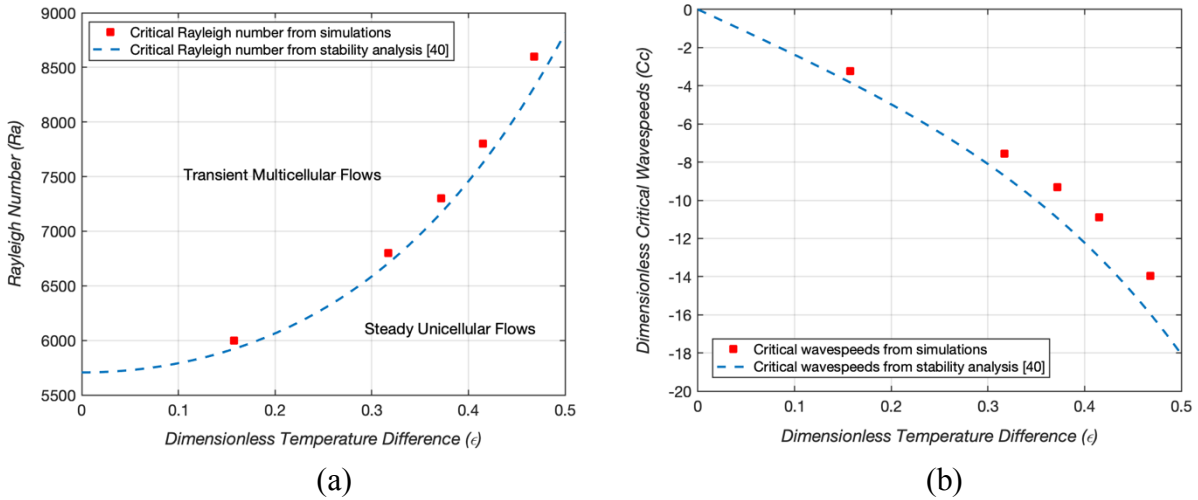 9000
8500
8000
7500
7000
6500
6000
5500
Rayleigh Number (Ra)
Critical Rayleigh number from simulations
Critical Rayleigh number from stability analysis [40]
Transient Multicellular Flows
Steady Unicellular Flows
0 0.1 0.2 0.3 0.4 0.5
Dimensionless Temperature Difference (ϵ)
(a)
0
-2
-4
-6
-8
-10
-12
-14
-16
-18
-20
Dimensionless Critical Wavespeeds (Cc)
Critical wavespeeds from simulations
Critical wavespeeds from stability analysis [40]
0 0.1 0.2 0.3 0.4 0.5
Dimensionless Temperature Difference (ϵ)
(b)